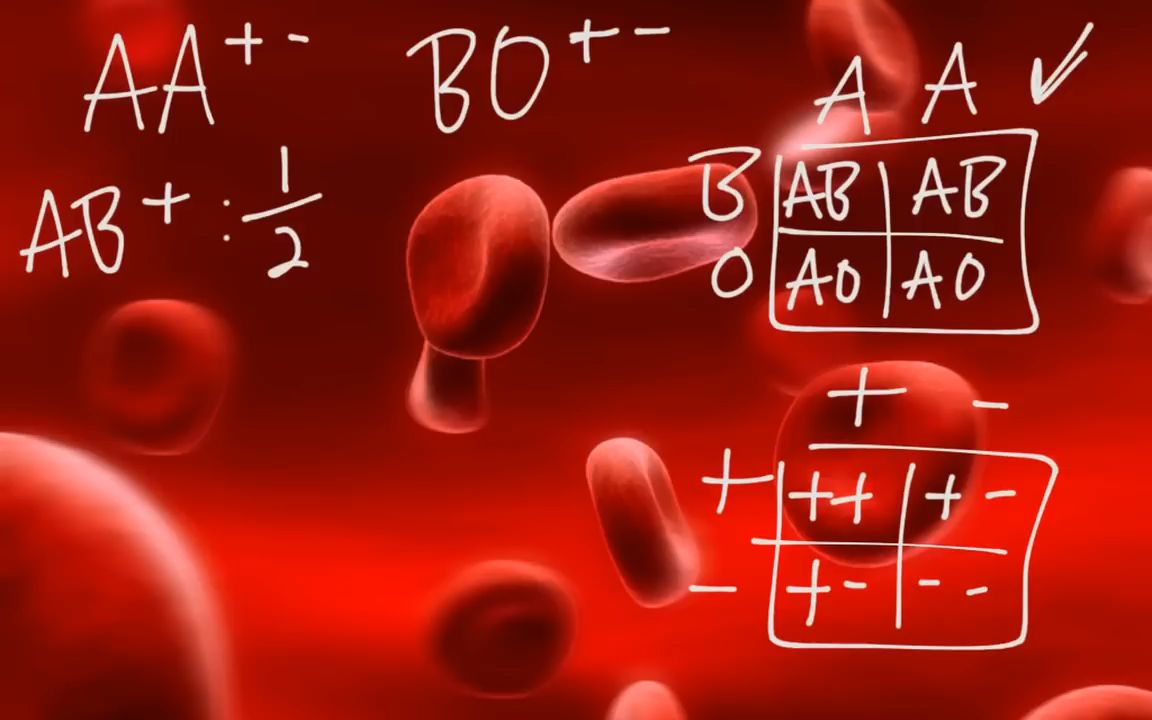 AA+-
BO+-
AB+ : 1/2
A A ✓
B AB AB
O AO AO
+ -
+ ++ +-
- +- --